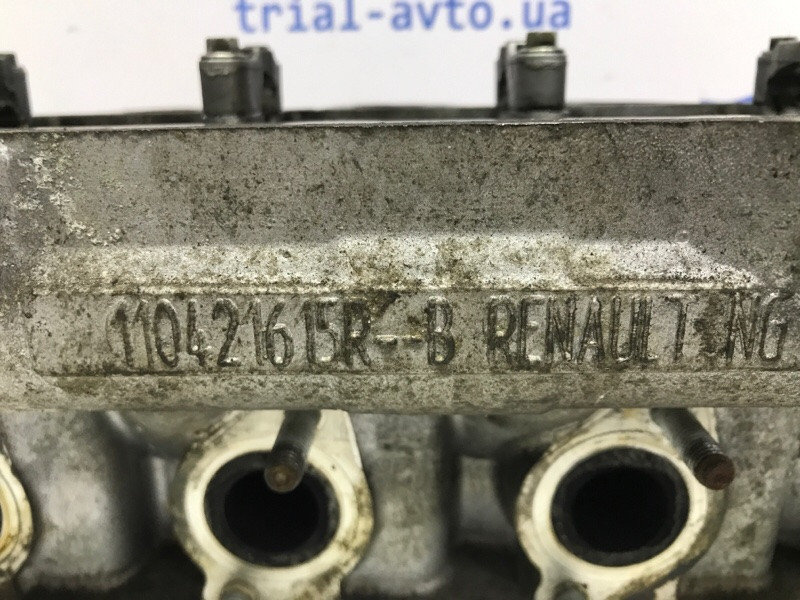 trial-avto.ua
110421615R--B RENAULT NG